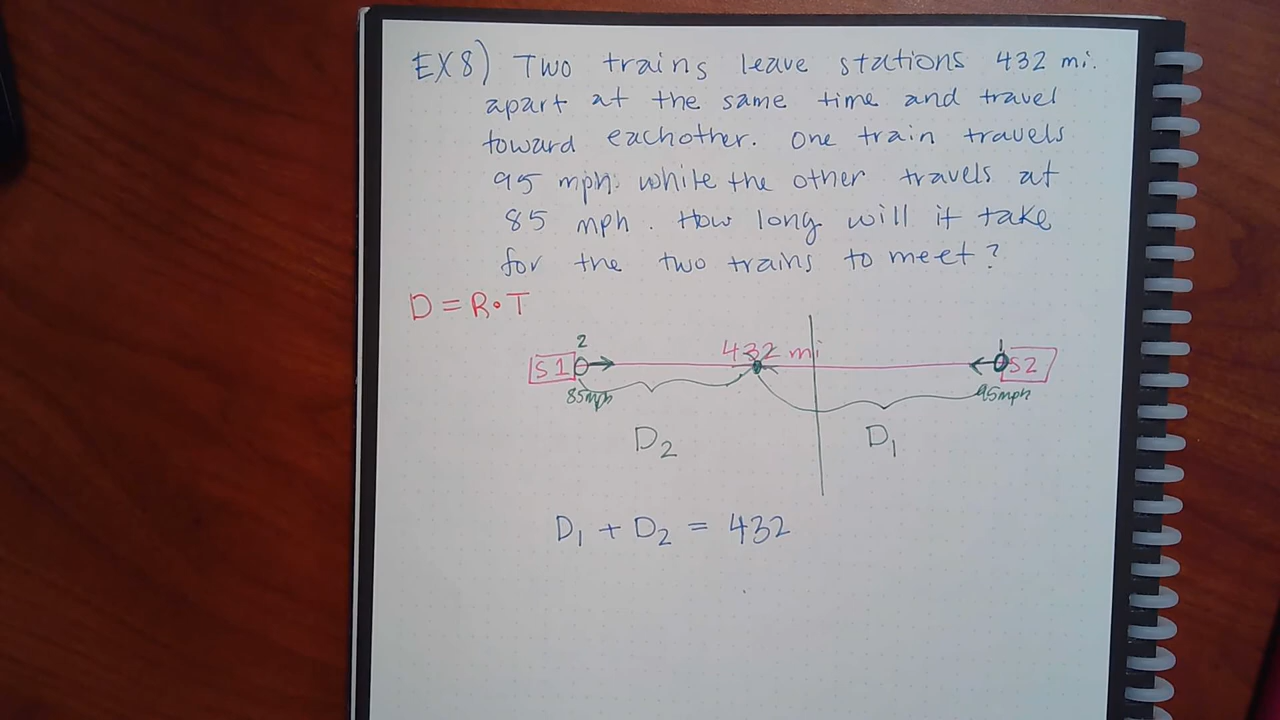 EX8) Two trains leave stations 432 mi.
apart at the same time and travel
toward eachother. One train travels
95 mph. while the other travels at
85 mph. How long will it take
for the two trains to meet?
D = R•T
2
432 mi
1
S1
S2
85mph
95mph
D2
D1
D1 + D2 = 432